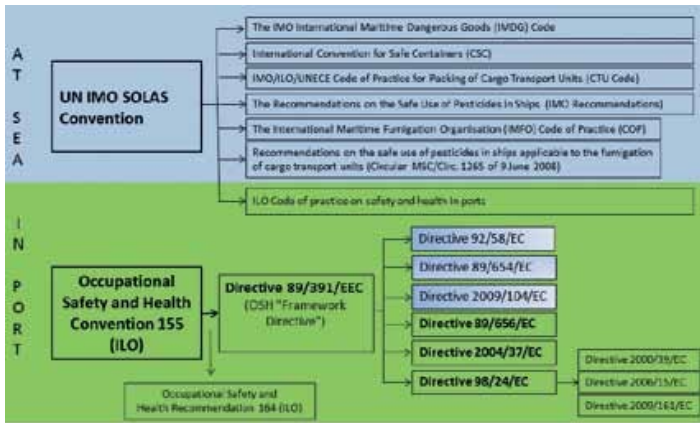 AT SEA
UN IMO SOLAS
Convention
The IMO International Maritime Dangerous Goods (IMDG) Code
International Convention for Safe Containers (CSC)
IMO/ILO/UNECE Code of Practice for Packing of Cargo Transport Units (CTU Code)
The Recommendations on the Safe Use of Pesticides in Ships (IMO Recommendations)
The International Maritime Fumigation Organisation (IMFO) Code of Practice (COP)
Recommendations on the safe use of pesticides in ships applicable to the fumigation
of cargo transport units (Circular MSC/Circ. 1265 of 9 June 2008)
ILO Code of practice on safety and health in ports
IN PORT
Occupational
Safety and Health
Convention 155
(ILO)
Occupational Safety and
Health Recommendation 164 (ILO)
Directive 89/391/EEC
(OSH "Framework
Directive")
Directive 92/58/EC
Directive 89/654/EC
Directive 2009/104/EC
Directive 89/656/EC
Directive 2004/37/EC
Directive 98/24/EC
Directive 2000/39/EC
Directive 2006/15/EC
Directive 2009/161/EC